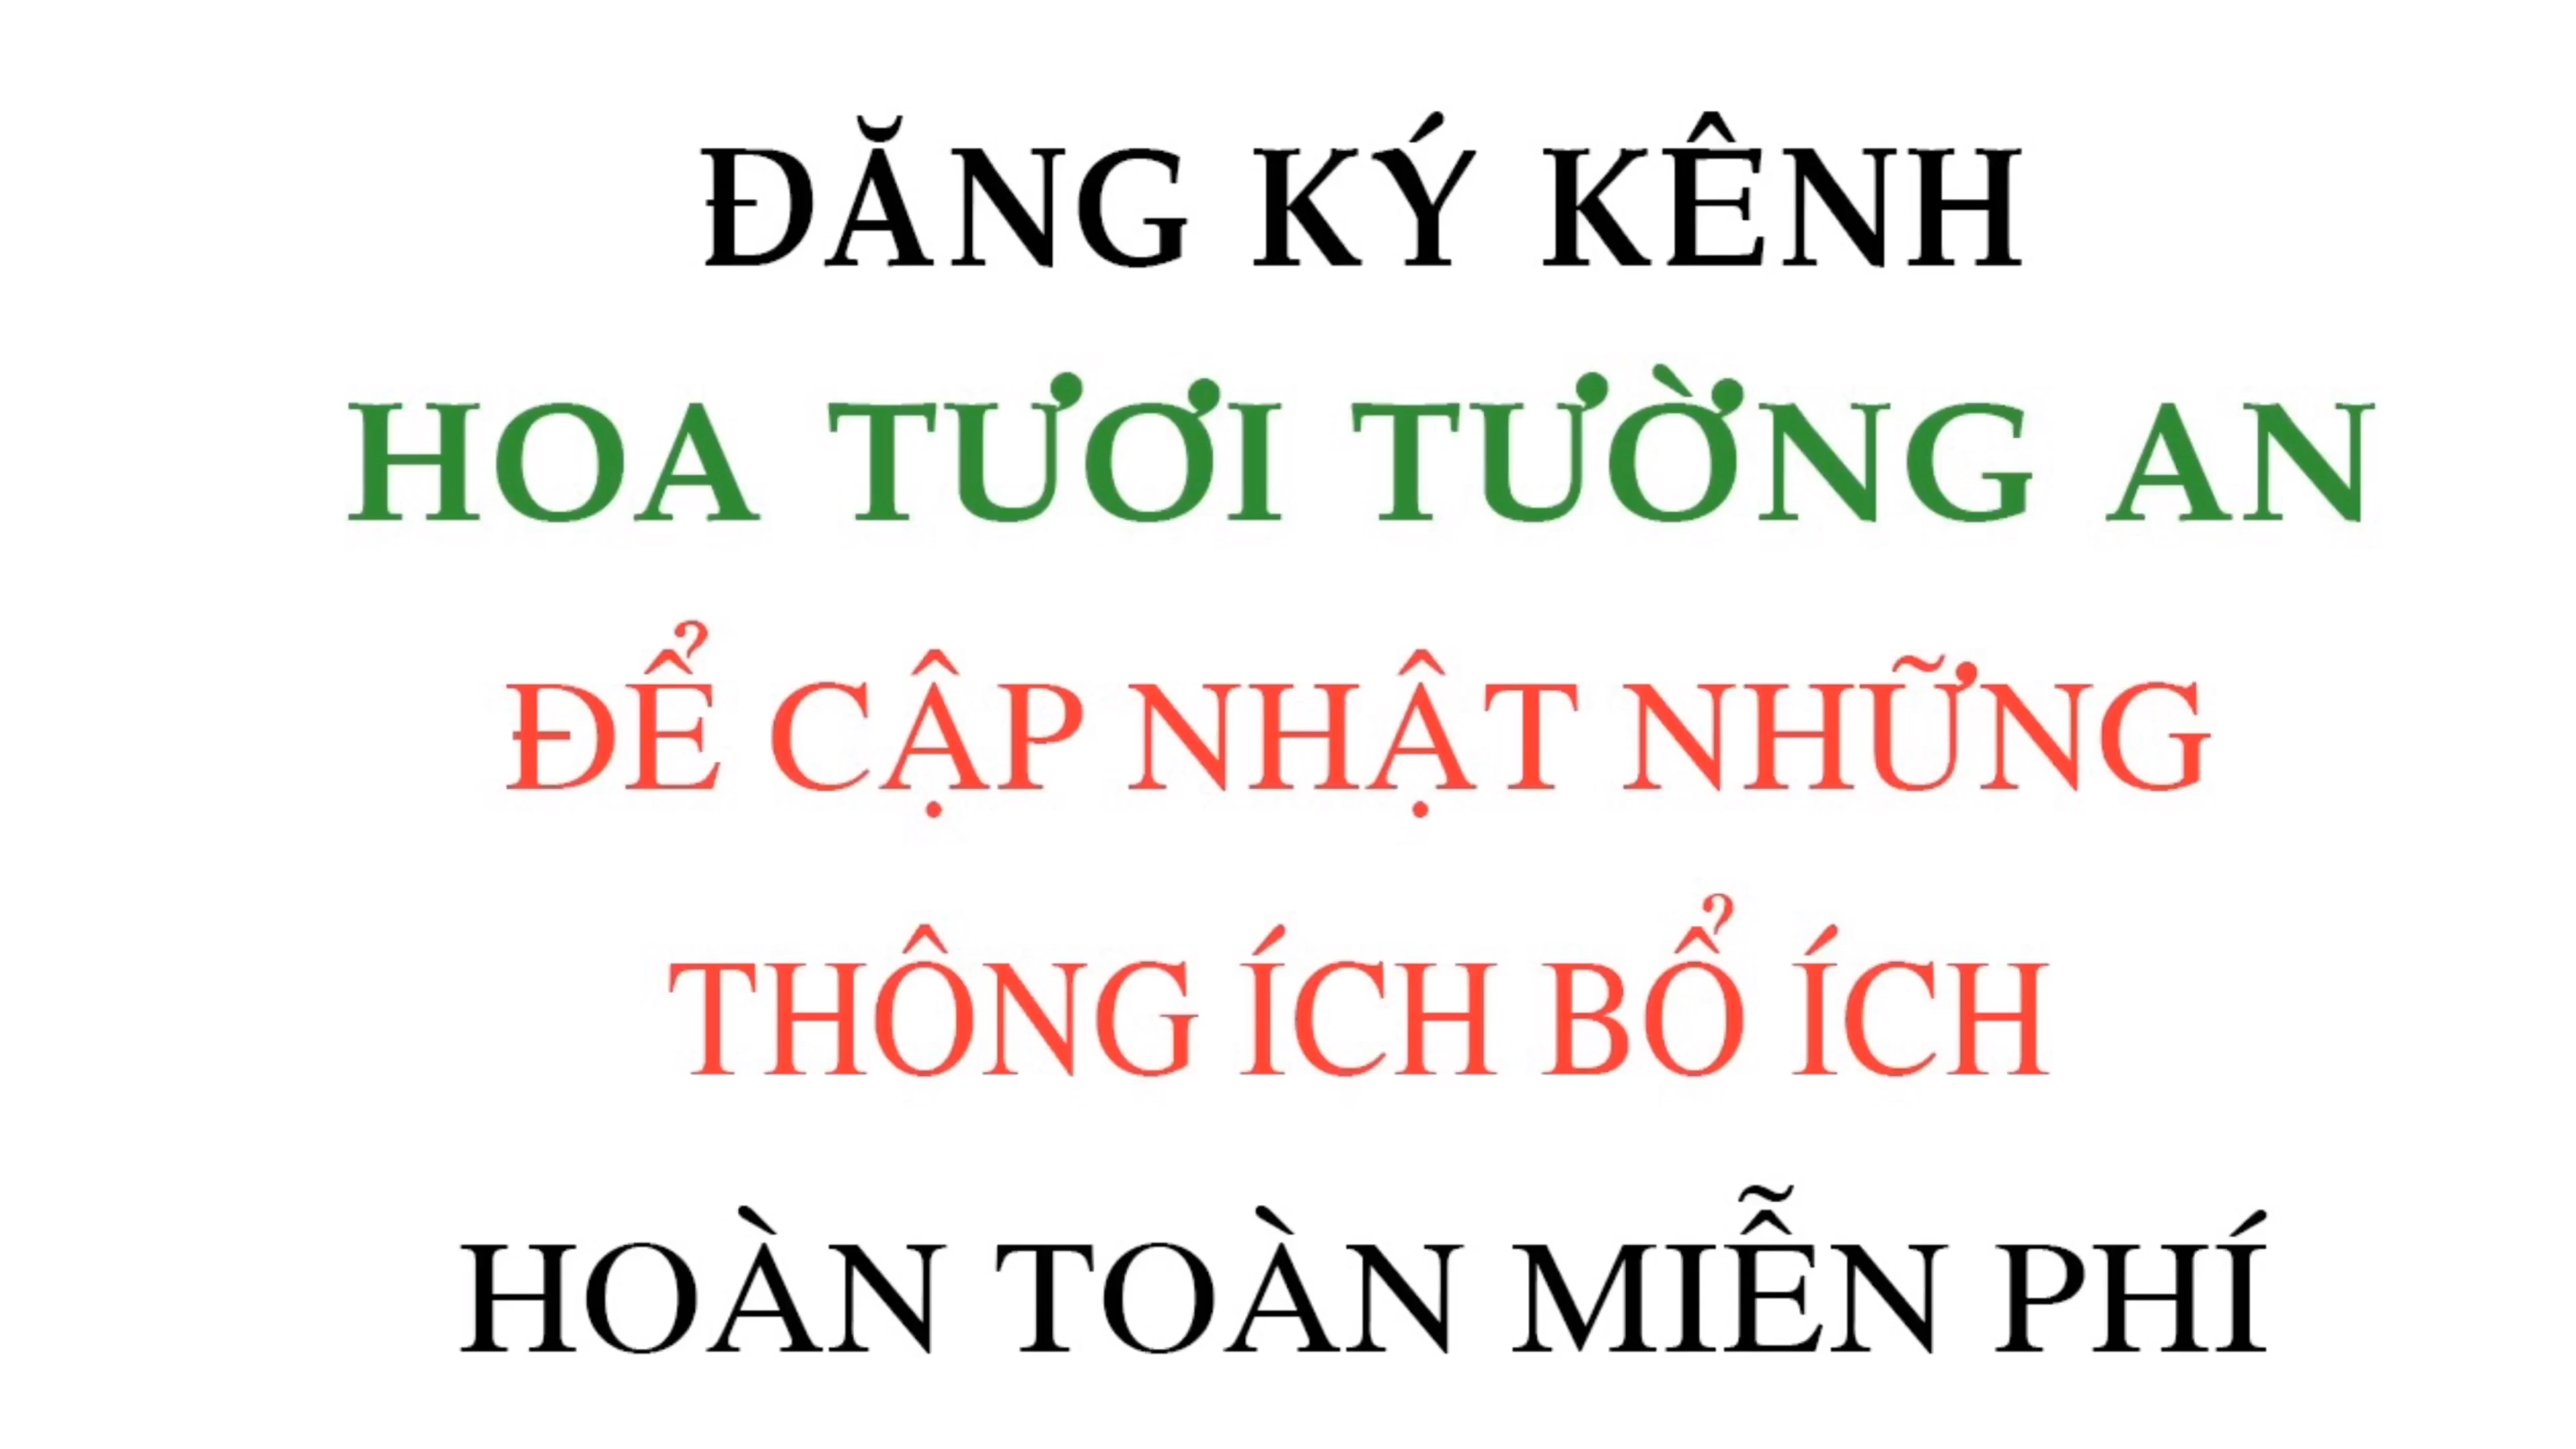 ĐĂNG KÝ KÊNH
HOA TƯƠI TƯỜNG AN
ĐỂ CẬP NHẬT NHỮNG
THÔNG ÍCH BỔ ÍCH
HOÀN TOÀN MIỄN PHÍ